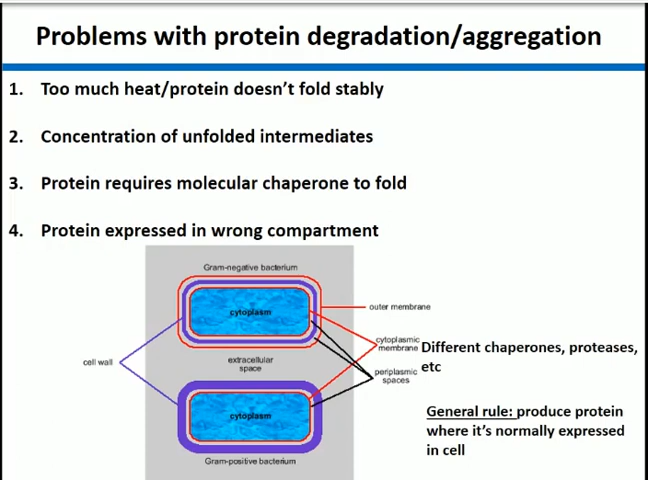 Problems with protein degradation/aggregation
1. Too much heat/protein doesn't fold stably
2. Concentration of unfolded intermediates
3. Protein requires molecular chaperone to fold
4. Protein expressed in wrong compartment
Gram-negative bacterium
cytoplasm
outer membrane
cytoplasmic
membrane
cell wall
extracellular
space
periplasmic
spaces
cytoplasm
Gram-positive bacterium
Different chaperones, proteases,
etc
General rule: produce protein
where it's normally expressed
in cell